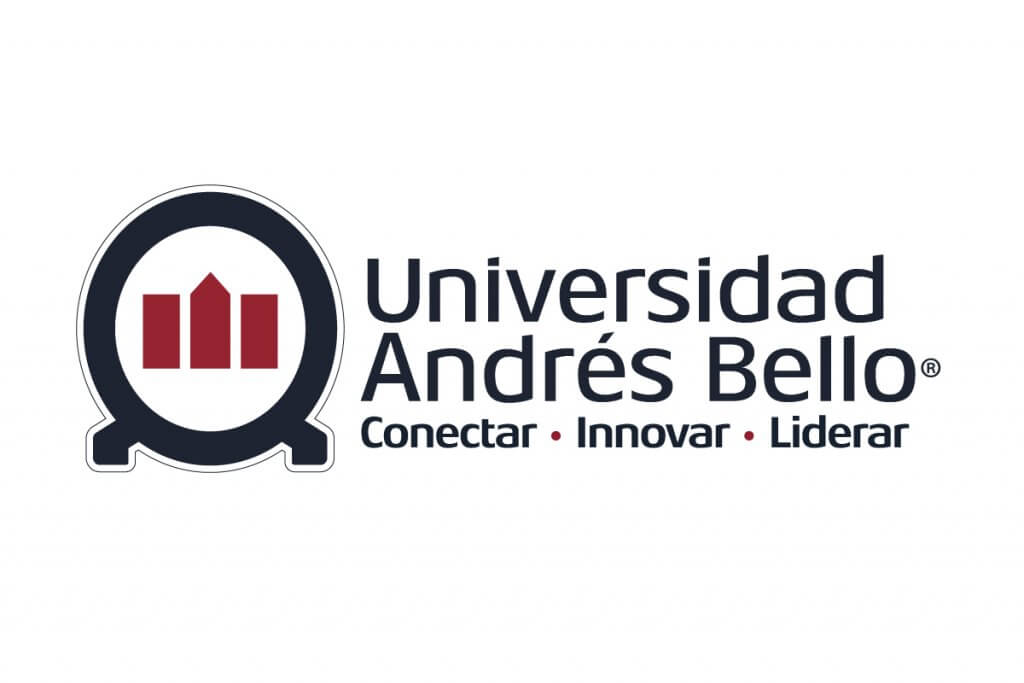 Universidad
Andrés Bello®
Conectar • Innovar • Liderar